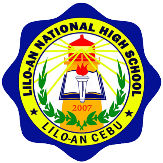 LILO-AN NATIONAL HIGH SCHOOL
2007
LILO-AN CEBU